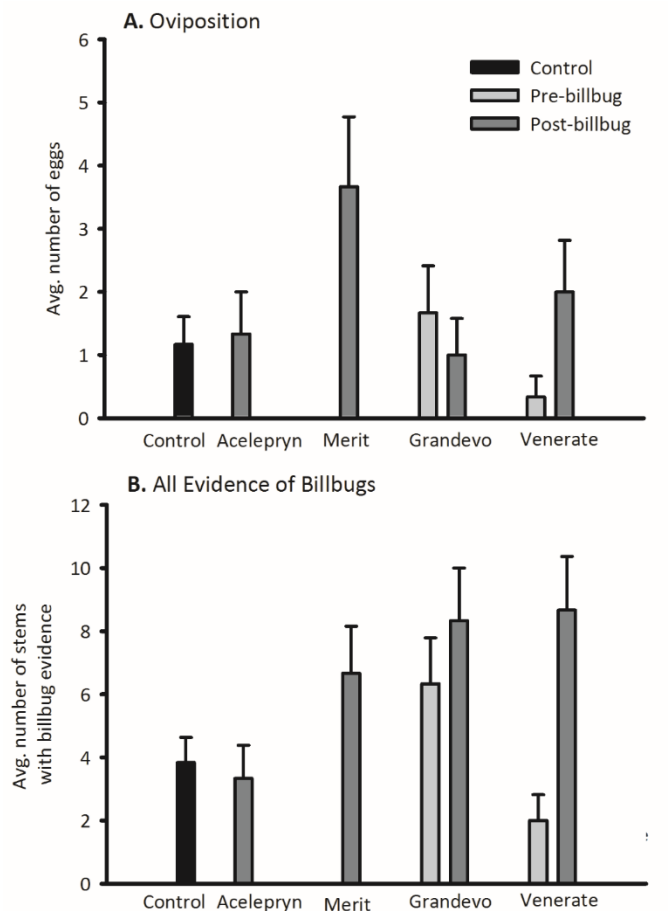 A. Oviposition
6
5
4
3
2
1
0
Avg. number of eggs
Control
Pre-billbug
Post-billbug
Control Acelepryn Merit Grandevo Venerate
B. All Evidence of Billbugs
12
10
8
6
4
2
0
Avg. number of stems
with billbug evidence
Control Acelepryn Merit Grandevo Venerate